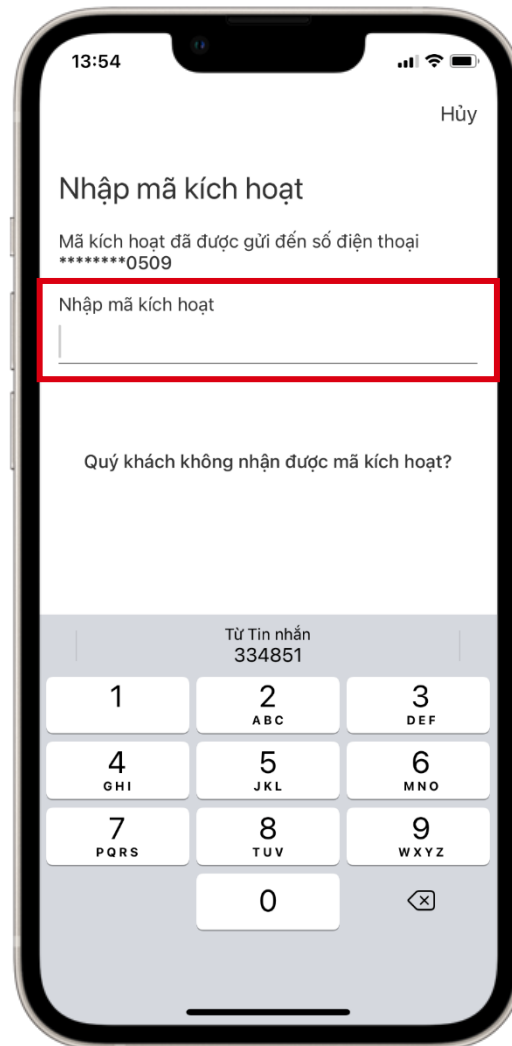 13:54
Hủy
Nhập mã kích hoạt
Mã kích hoạt đã được gửi đến số điện thoại
********0509
Nhập mã kích hoạt
Quý khách không nhận được mã kích hoạt?
Từ Tin nhắn
334851
1
2
ABC
3
DEF
4
GHI
5
JKL
6
MNO
7
PQRS
8
TUV
9
WXYZ
0